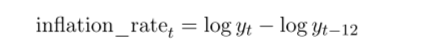 inflation_rate_t = log y_t − log y_{t−12}